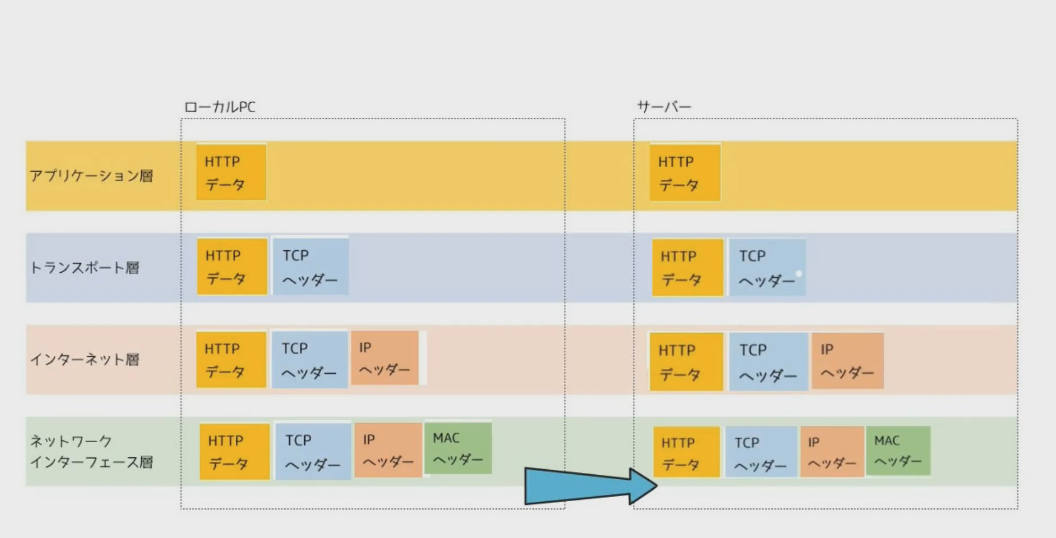 ローカルPC
サーバー
アプリケーション層
HTTP
データ
HTTP
データ
トランスポート層
HTTP
データ
TCP
ヘッダー
HTTP
データ
TCP
ヘッダー
インターネット層
HTTP
データ
TCP
ヘッダー
IP
ヘッダー
HTTP
データ
TCP
ヘッダー
IP
ヘッダー
ネットワーク
インターフェース層
HTTP
データ
TCP
ヘッダー
IP
ヘッダー
MAC
ヘッダー
HTTP
データ
TCP
ヘッダー
IP
ヘッダー
MAC
ヘッダー